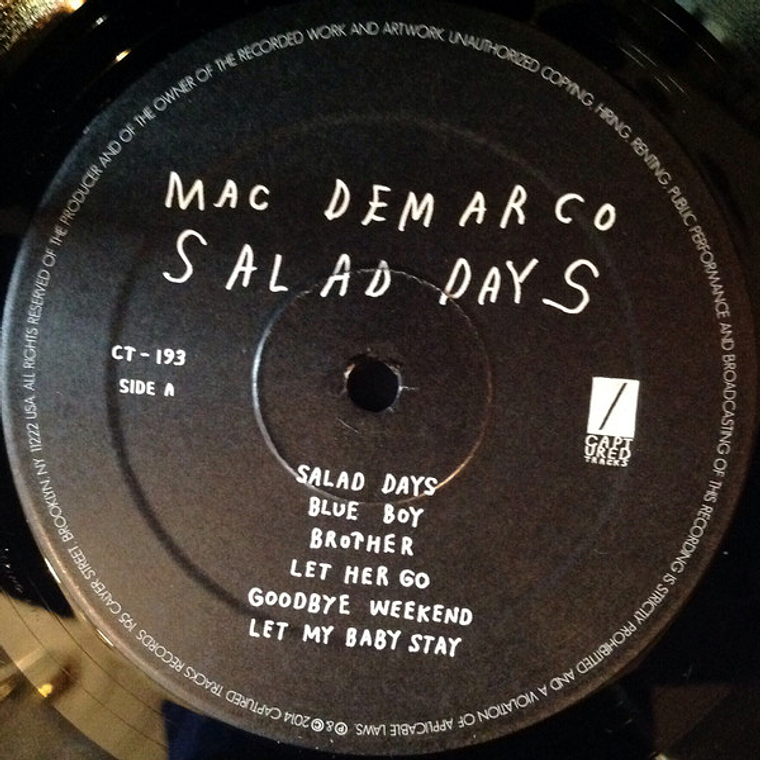 MAC DEMARCO
SALAD DAYS
CT-193
SIDE A
CAPT
URED
TRACKS
SALAD DAYS
BLUE BOY
BROTHER
LET HER GO
GOODBYE WEEKEND
LET MY BABY STAY
℗&©2014 CAPTURED TRACKS RECORDS 195 CALYER STREET. BROOKLYN. NY 11222 USA. ALL RIGHTS RESERVED OF THE PRODUCER AND OF THE OWNER OF THE RECORDED WORK AND ARTWORK. UNAUTHORIZED COPYING, HIRING, RENTING, PUBLIC PERFORMANCE AND BROADCASTING OF THIS RECORDING IS STRICTLY PROHIBITED AND A VIOLATION OF APPLICABLE LAWS.